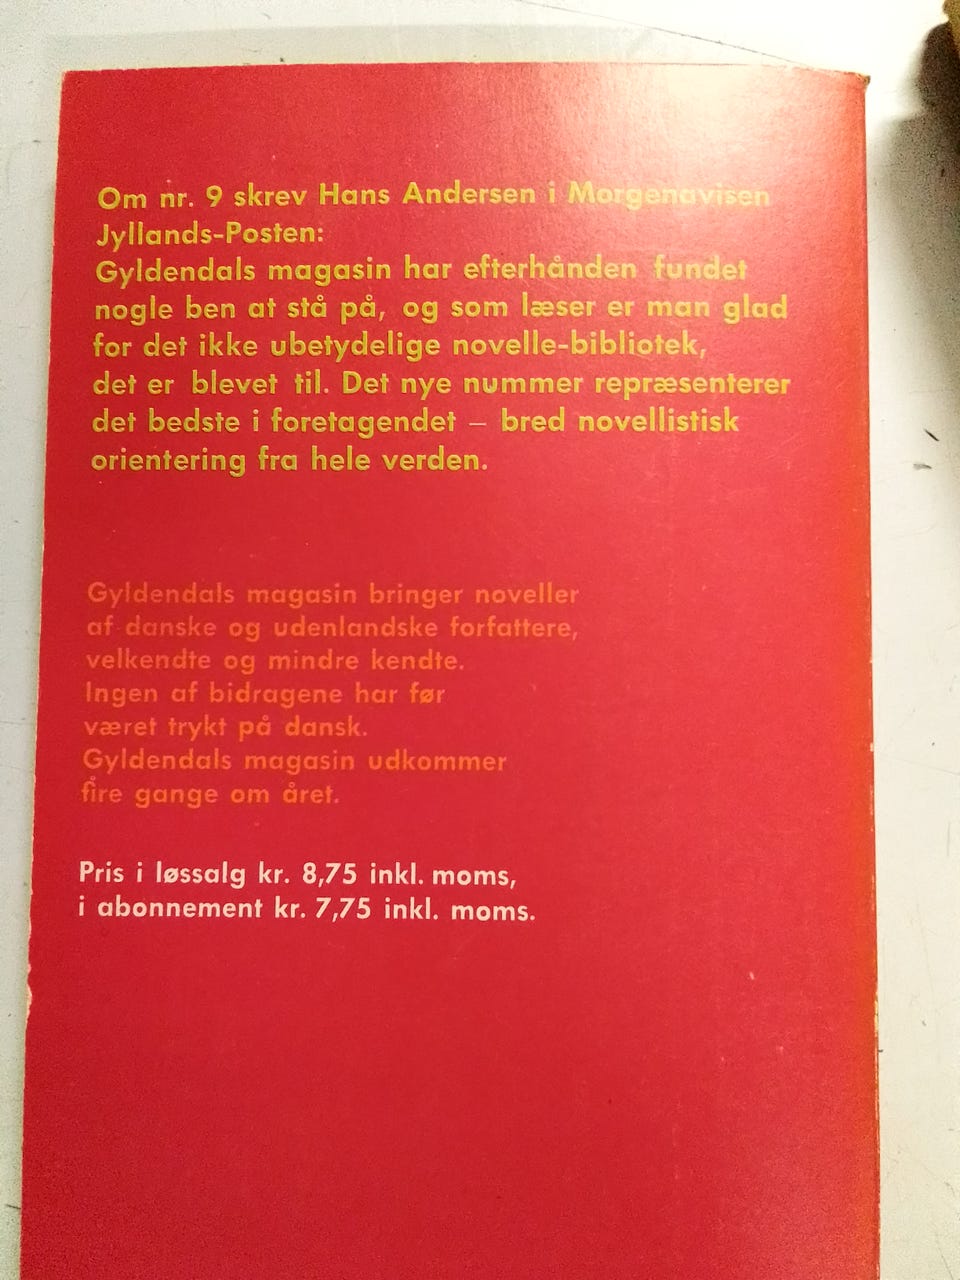 Om nr. 9 skrev Hans Andersen i Morgenavisen
Jyllands-Posten:
Gyldendals magasin har efterhånden fundet
nogle ben at stå på, og som læser er man glad
for det ikke ubetydelige novelle-bibliotek,
det er blevet til. Det nye nummer repræsenterer
det bedste i foretagendet – bred novellistisk
orientering fra hele verden.
Gyldendals magasin bringer noveller
af danske og udenlandske forfattere,
velkendte og mindre kendte.
Ingen af bidragene har før
været trykt på dansk.
Gyldendals magasin udkommer
fire gange om året.
Pris i løssalg kr. 8,75 inkl. moms,
i abonnement kr. 7,75 inkl. moms.